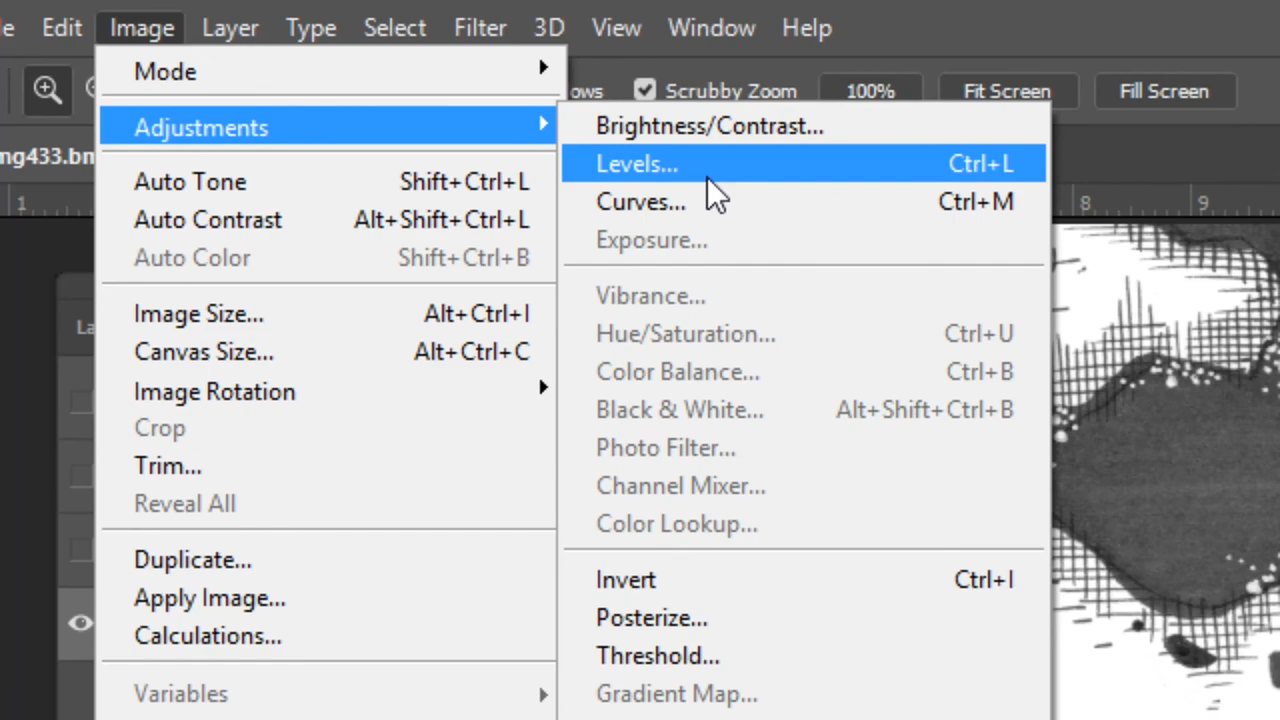 Edit Image Layer Type Select Filter 3D View Window Help
Mode
Scrubby Zoom 100% Fit Screen Fill Screen
Adjustments
Brightness/Contrast...
Levels... Ctrl+L
Auto Tone Shift+Ctrl+L
Curves... Ctrl+M
1 8 9
Auto Contrast Alt+Shift+Ctrl+L
Exposure...
Auto Color Shift+Ctrl+B
Vibrance...
Image Size... Alt+Ctrl+I
Hue/Saturation... Ctrl+U
Canvas Size... Alt+Ctrl+C
Color Balance... Ctrl+B
Image Rotation
Black & White... Alt+Shift+Ctrl+B
Crop
Photo Filter...
Trim...
Channel Mixer...
Reveal All
Color Lookup...
Duplicate...
Invert Ctrl+I
Apply Image...
Posterize...
Calculations...
Threshold...
Variables
Gradient Map...